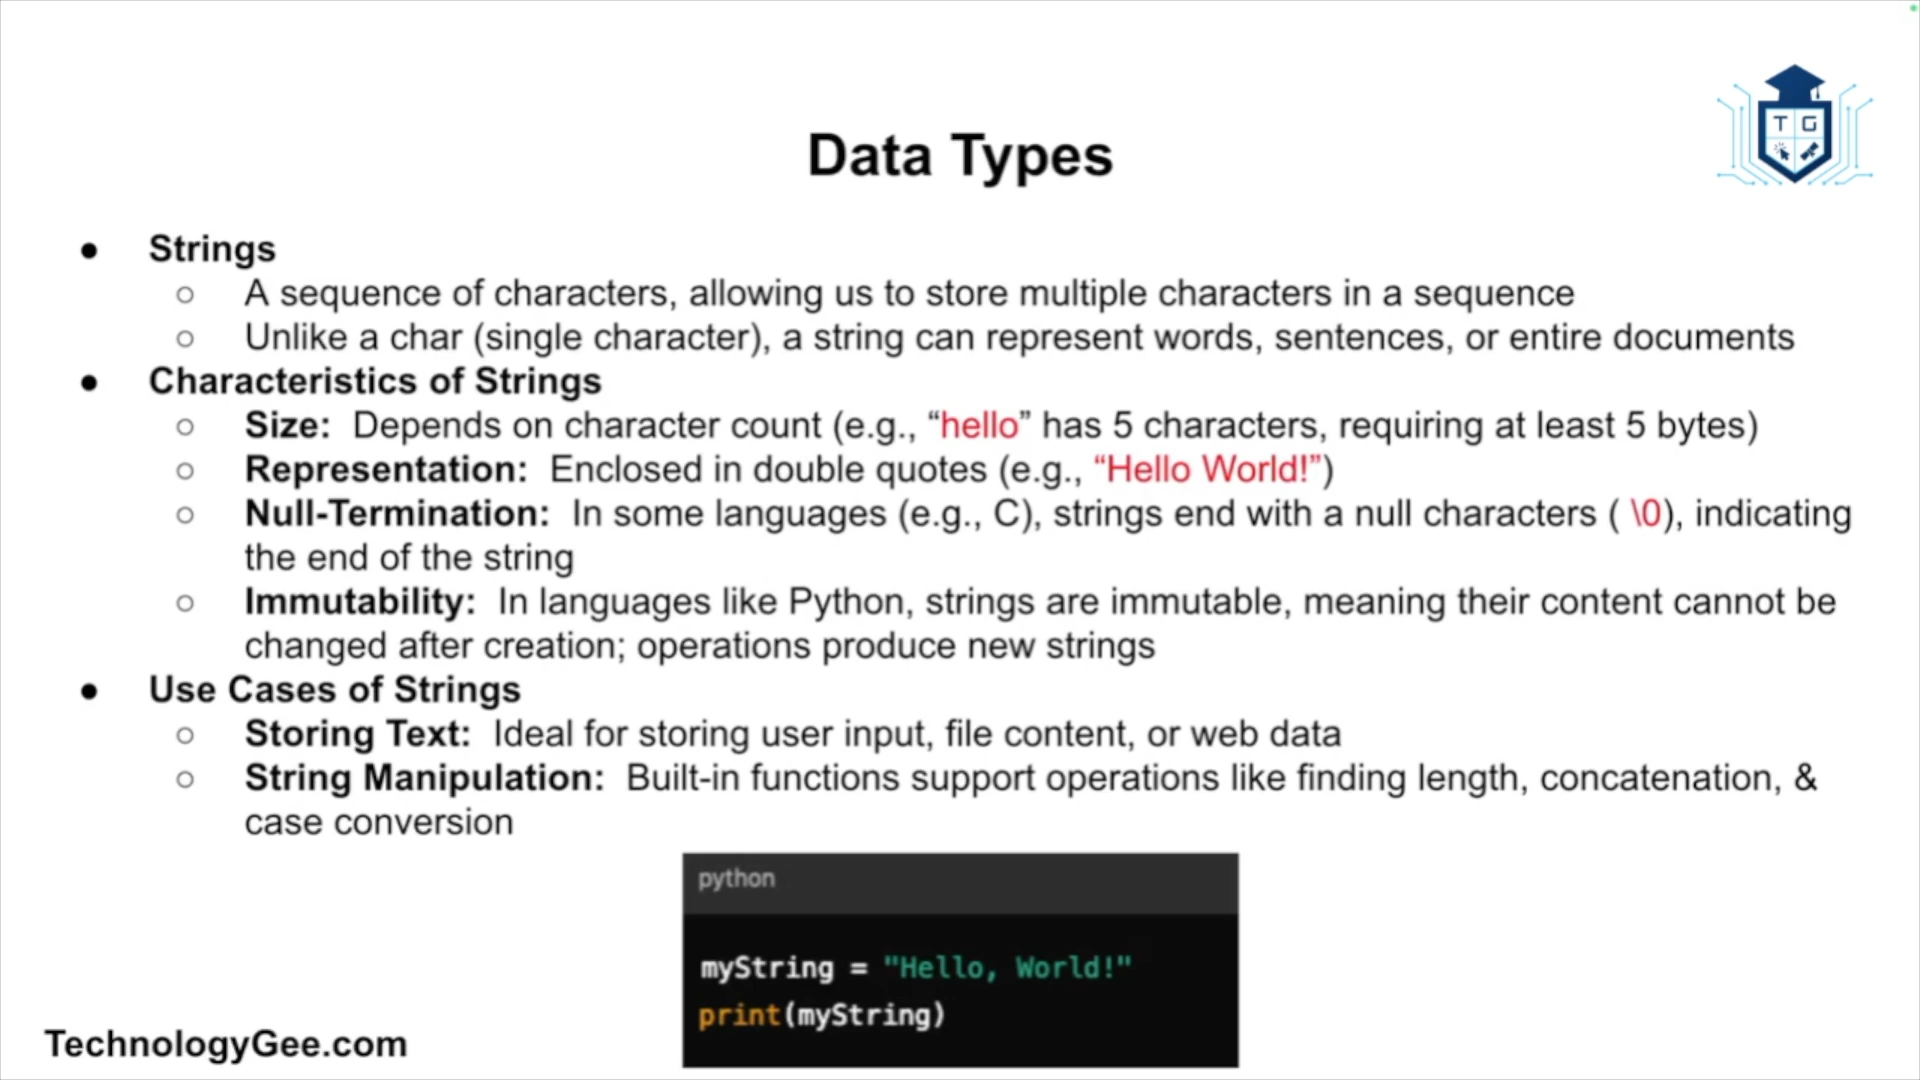 T G
Data Types
● Strings
○ A sequence of characters, allowing us to store multiple characters in a sequence
○ Unlike a char (single character), a string can represent words, sentences, or entire documents
● Characteristics of Strings
○ Size: Depends on character count (e.g., “hello” has 5 characters, requiring at least 5 bytes)
○ Representation: Enclosed in double quotes (e.g., “Hello World!”)
○ Null-Termination: In some languages (e.g., C), strings end with a null characters ( \0), indicating
the end of the string
○ Immutability: In languages like Python, strings are immutable, meaning their content cannot be
changed after creation; operations produce new strings
● Use Cases of Strings
○ Storing Text: Ideal for storing user input, file content, or web data
○ String Manipulation: Built-in functions support operations like finding length, concatenation, &
case conversion
python
myString = "Hello, World!"
print(myString)
TechnologyGee.com